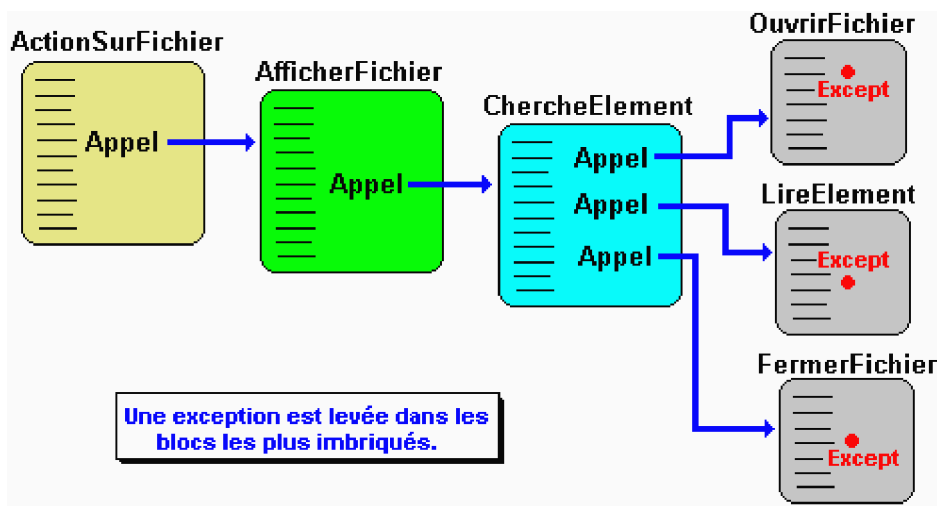 ActionSurFichier
Appel
AfficherFichier
Appel
ChercheElement
Appel
Appel
Appel
OuvrirFichier
Except
LireElement
Except
FermerFichier
Except
Une exception est levée dans les
blocs les plus imbriqués.